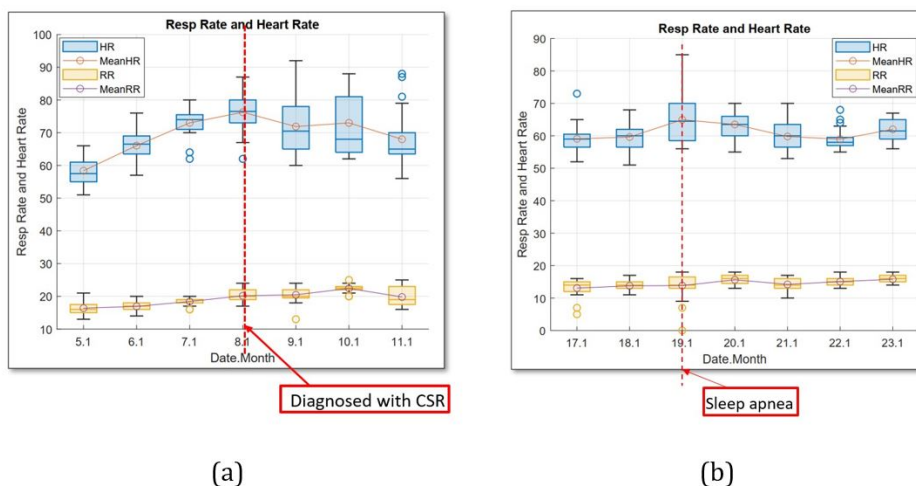 Resp Rate and Heart Rate
HR
MeanHR
RR
MeanRR
Resp Rate and Heart Rate
100
90
80
70
60
50
40
30
20
10
5.1 6.1 7.1 8.1 9.1 10.1 11.1
Date.Month
Diagnosed with CSR
(a)
Resp Rate and Heart Rate
HR
MeanHR
RR
MeanRR
Resp Rate and Heart Rate
90
80
70
60
50
40
30
20
10
0
17.1 18.1 19.1 20.1 21.1 22.1 23.1
Date.Month
Sleep apnea
(b)